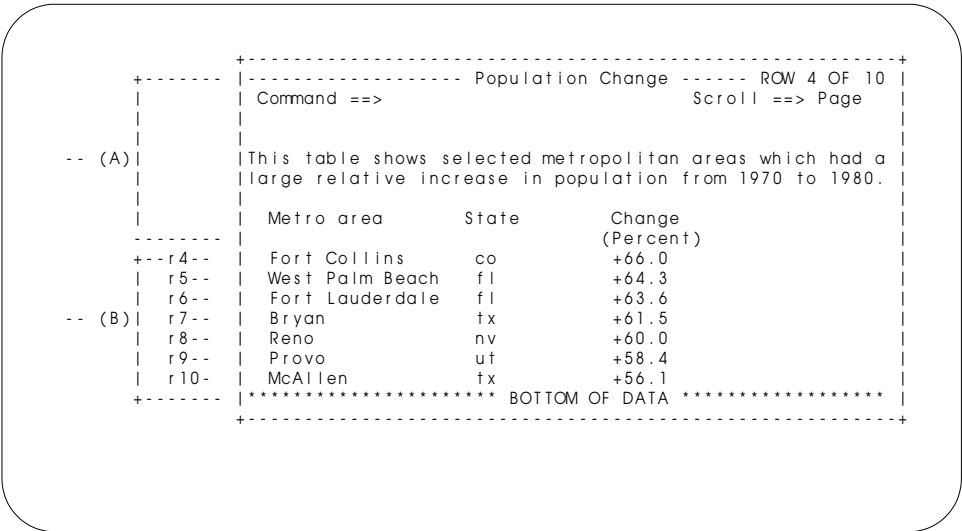 +---------------------------------------------------------+
+------- |------------------- Population Change ------ ROW 4 OF 10 |
| | Command ==> Scroll ==> Page |
| | |
| | |
-- (A)| |This table shows selected metropolitan areas which had a |
| |large relative increase in population from 1970 to 1980. |
| | |
| | Metro area State Change |
-------- | (Percent) |
+--r4-- | Fort Collins co +66.0 |
| r5-- | West Palm Beach fl +64.3 |
| r6-- | Fort Lauderdale fl +63.6 |
-- (B)| r7-- | Bryan tx +61.5 |
| r8-- | Reno nv +60.0 |
| r9-- | Provo ut +58.4 |
| r10- | McAllen tx +56.1 |
+------- |********************** BOTTOM OF DATA ****************** |
+---------------------------------------------------------+